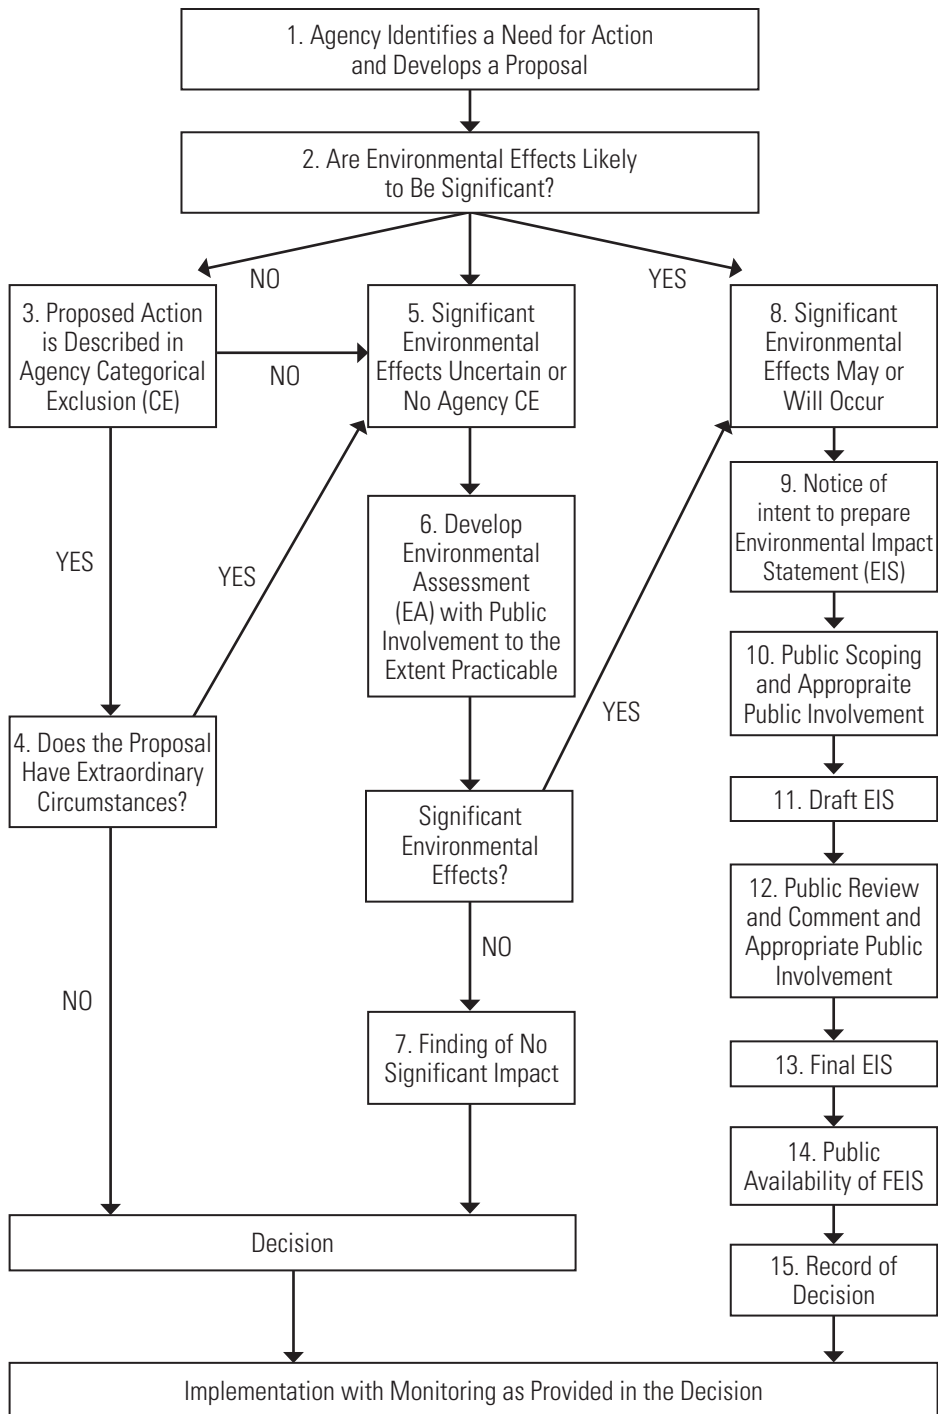 1. Agency Identifies a Need for Action
and Develops a Proposal
2. Are Environmental Effects Likely
to Be Significant?
NO
YES
3. Proposed Action
is Described in
Agency Categorical
Exclusion (CE)
NO
5. Significant
Environmental
Effects Uncertain or
No Agency CE
8. Significant
Environmental
Effects May or
Will Occur
YES
YES
6. Develop
Environmental
Assessment
(EA) with Public
Involvement to the
Extent Practicable
YES
9. Notice of
intent to prepare
Environmental Impact
Statement (EIS)
10. Public Scoping
and Appropraite
Public Involvement
4. Does the Proposal
Have Extraordinary
Circumstances?
Significant
Environmental
Effects?
11. Draft EIS
12. Public Review
and Comment and
Appropriate Public
Involvement
NO
NO
7. Finding of No
Significant Impact
13. Final EIS
14. Public
Availability of FEIS
Decision
15. Record of
Decision
Implementation with Monitoring as Provided in the Decision